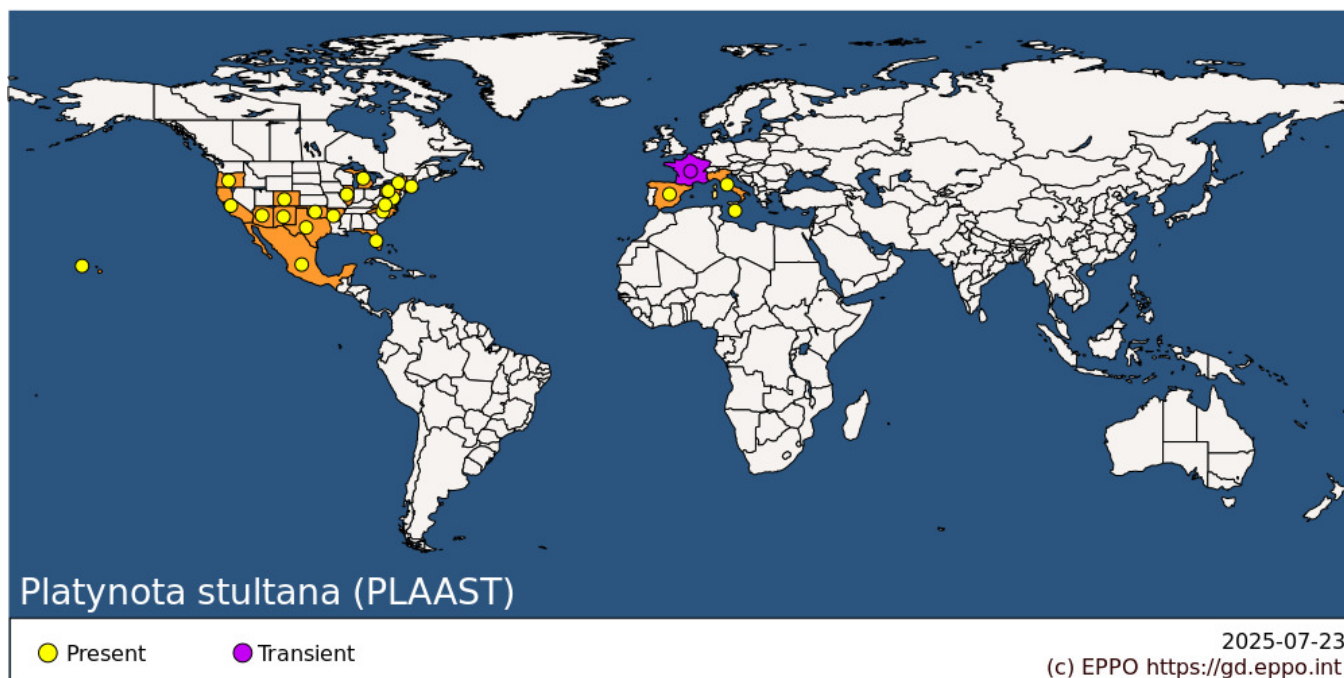 Platynota stultana (PLAAST)
Present
Transient
2025-07-23
(c) EPPO https://gd.eppo.int